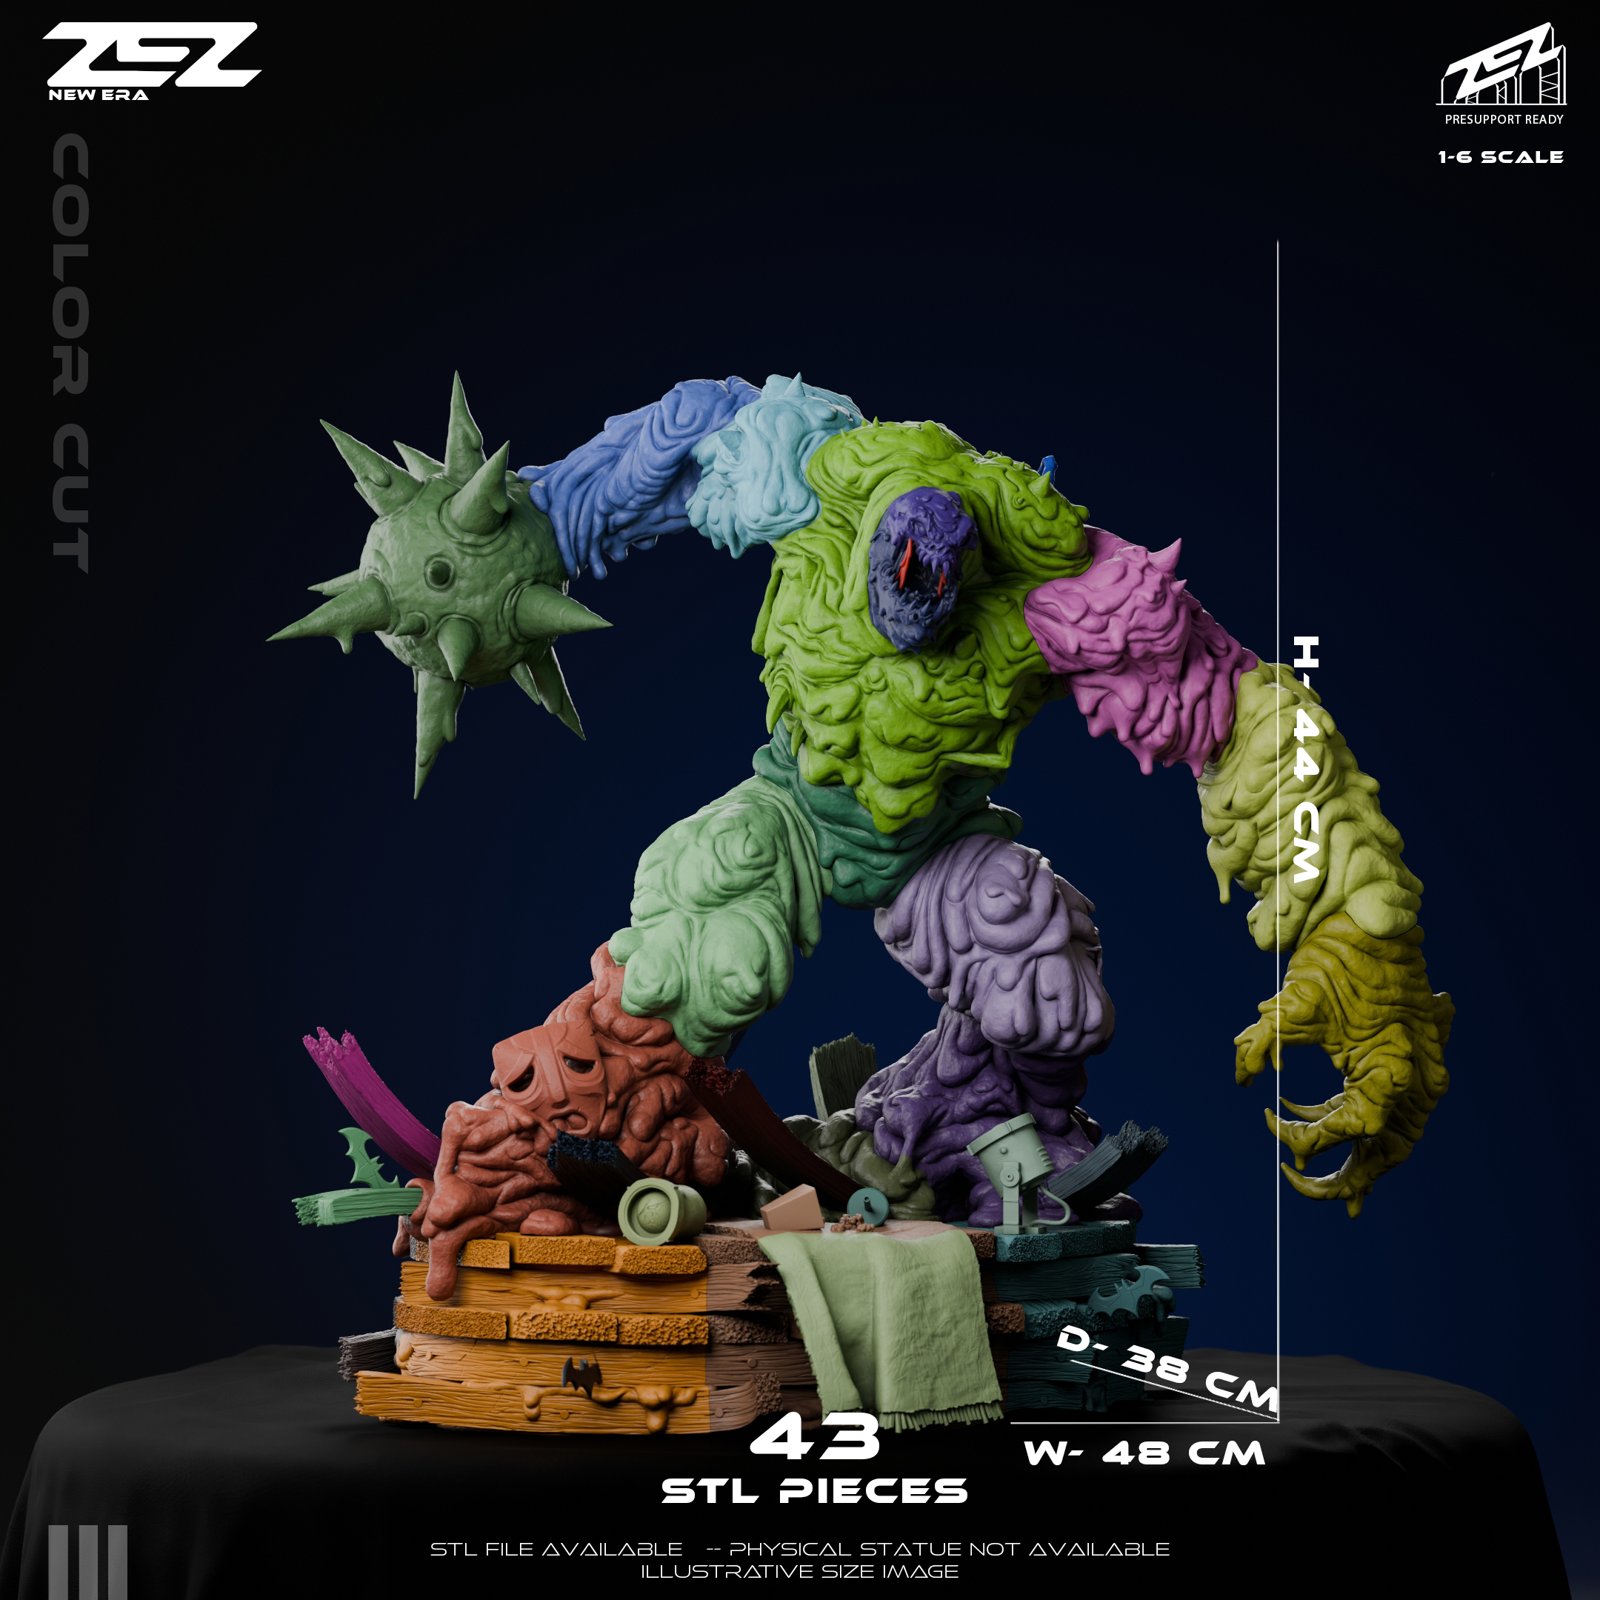 ZSZ
NEW ERA
COLOR CUT
ZSZ
PRESUPPORT READY
1-6 SCALE
H- 44 CM
D- 38 CM
W- 48 CM
43
STL PIECES
STL FILE AVAILABLE -- PHYSICAL STATUE NOT AVAILABLE
ILLUSTRATIVE SIZE IMAGE